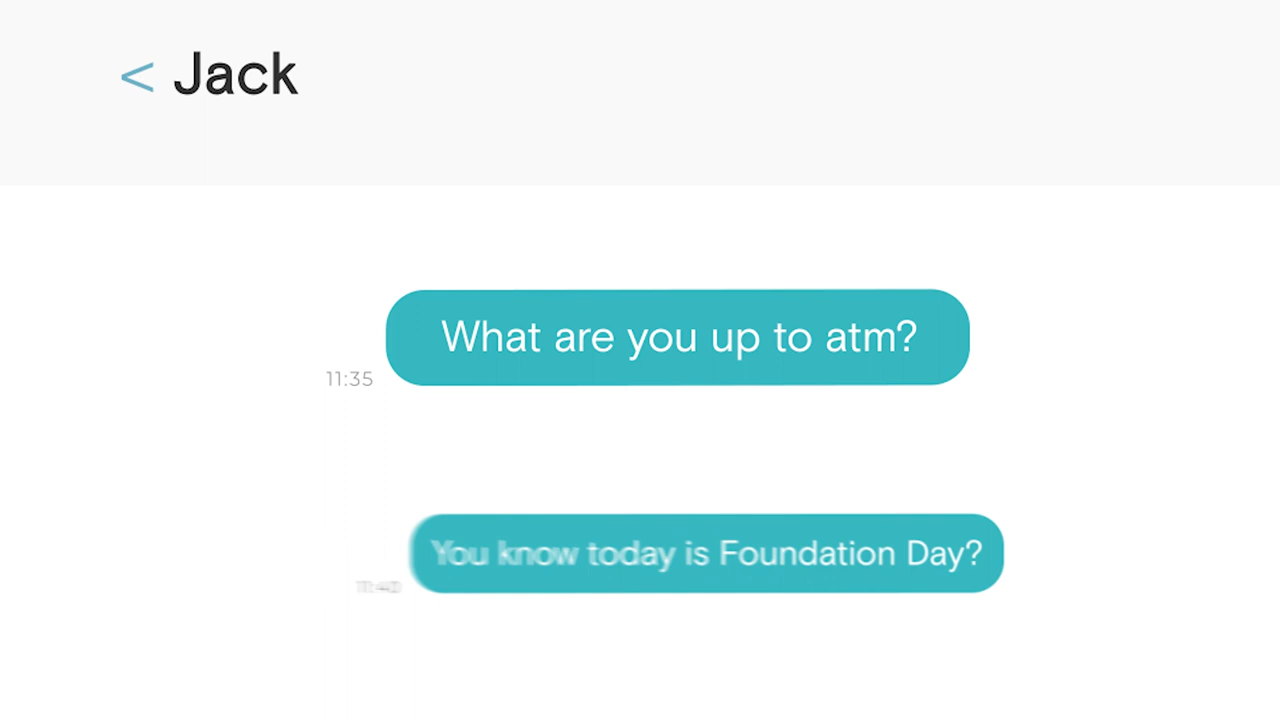 < Jack
What are you up to atm?
11:35
You know today is Foundation Day?